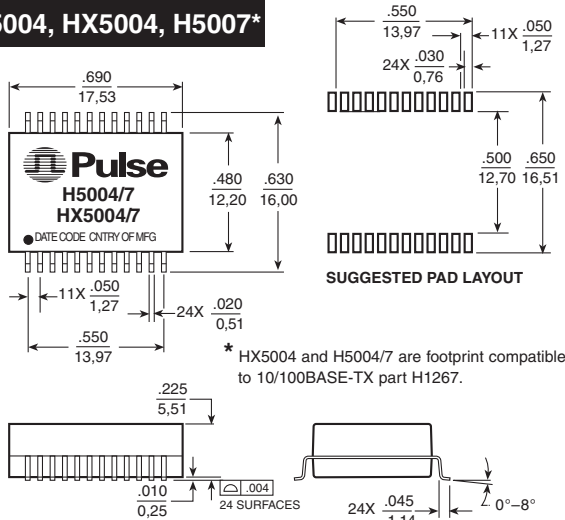 5004, HX5004, H5007*
.690
17,53
Pulse
H5004/7
HX5004/7
DATE CODE CNTRY OF MFG
.480
12,20
.630
16,00
11X .050
1,27
24X .020
0,51
.550
13,97
.550
13,97
11X .050
1,27
24X .030
0,76
.500
12,70
.650
16,51
SUGGESTED PAD LAYOUT
* HX5004 and H5004/7 are footprint compatible
to 10/100BASE-TX part H1267.
.225
5,51
.010
0,25
.004
24 SURFACES
24X .045
0°–8°